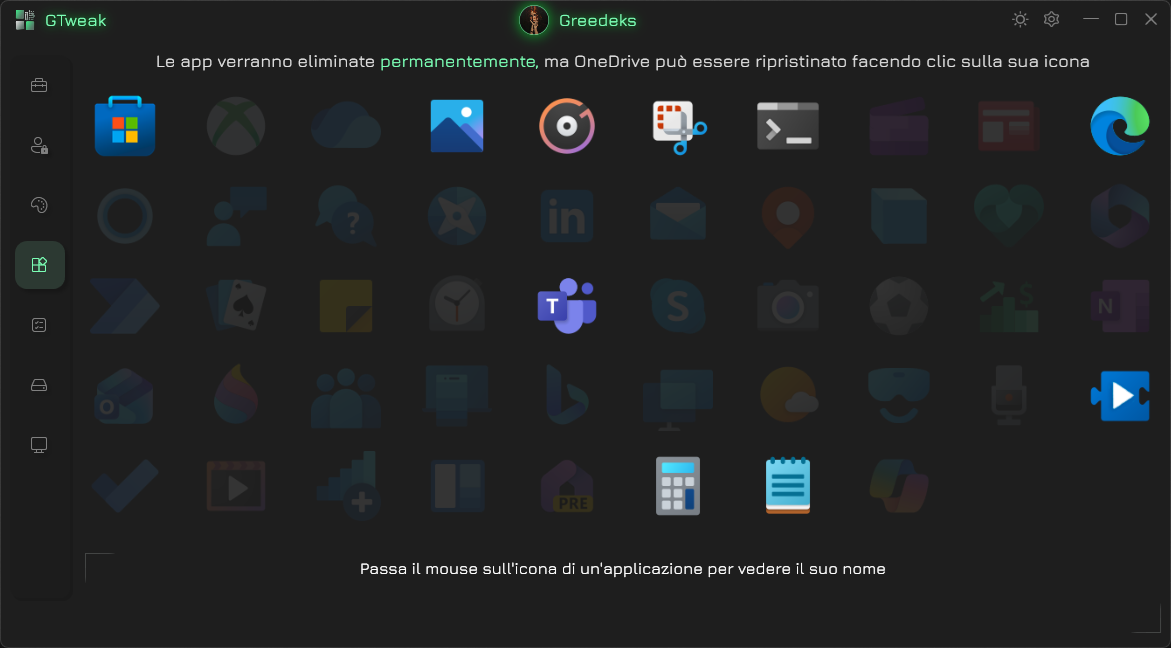 GTweak
Greedeks
Le app verranno eliminate permanentemente, ma OneDrive può essere ripristinato facendo clic sulla sua icona
?
in
T
S
S
N
O
PRE
Passa il mouse sull'icona di un'applicazione per vedere il suo nome